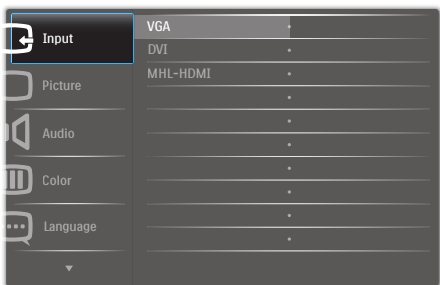 Input
Picture
Audio
Color
Language
VGA
DVI
MHL-HDMI